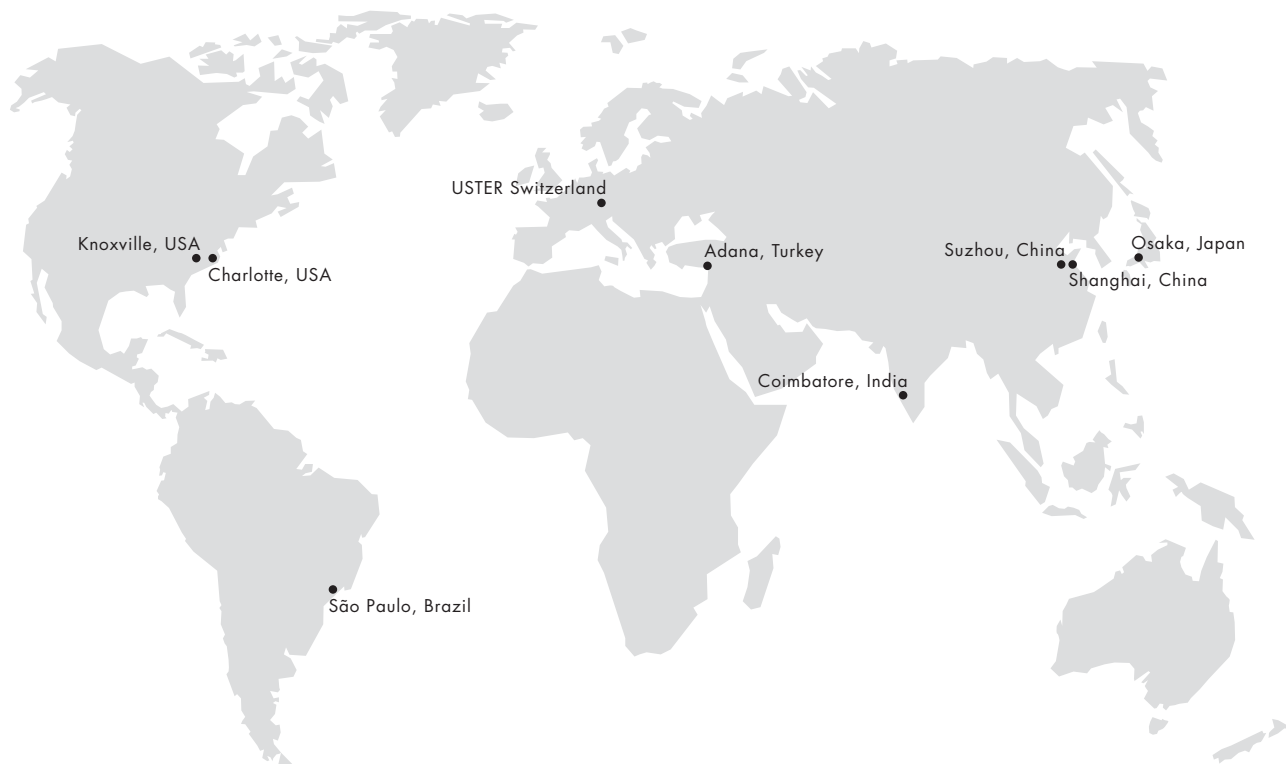 USTER Switzerland
Knoxville, USA
Charlotte, USA
Adana, Turkey
Suzhou, China
Osaka, Japan
Shanghai, China
Coimbatore, India
São Paulo, Brazil